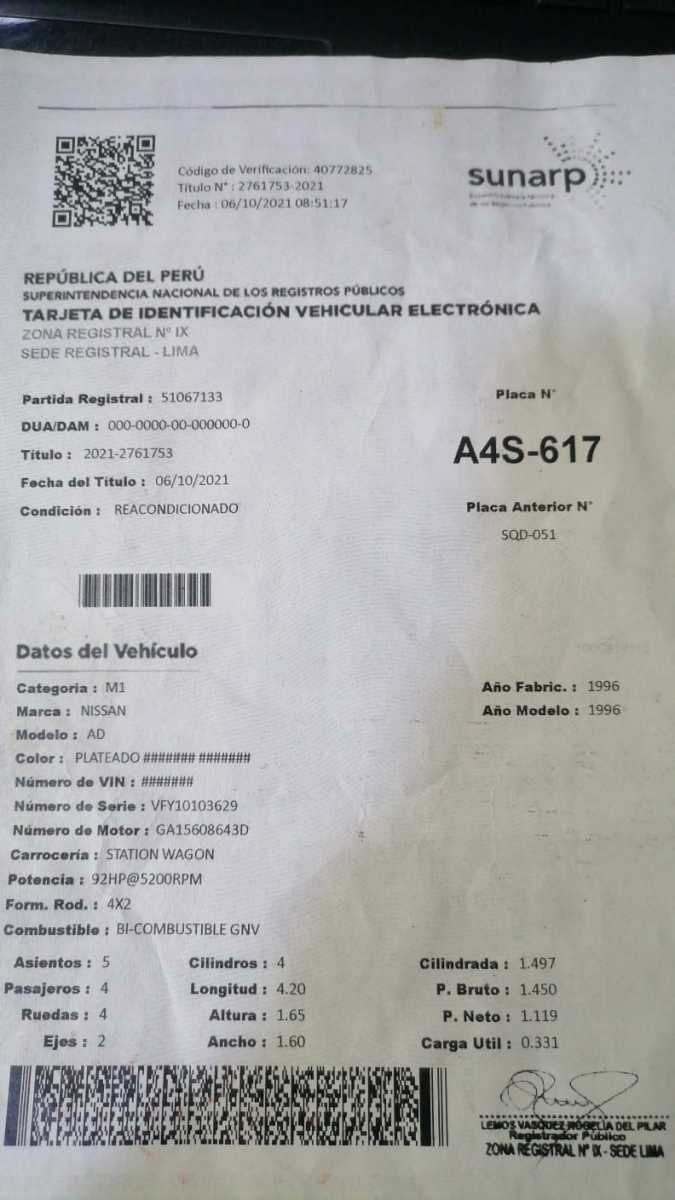 Código de Verificación: 40772825
Título N° : 2761753-2021
Fecha : 06/10/2021 08:51:17
sunarp
REPÚBLICA DEL PERÚ
SUPERINTENDENCIA NACIONAL DE LOS REGISTROS PÚBLICOS
TARJETA DE IDENTIFICACIÓN VEHICULAR ELECTRÓNICA
ZONA REGISTRAL N° IX
SEDE REGISTRAL - LIMA
Partida Registral : 51067133
DUA/DAM : 000-0000-00-000000-0
Título : 2021-2761753
Fecha del Título : 06/10/2021
Condición : REACONDICIONADO
Placa N°
A4S-617
Placa Anterior N°
SQD-051
Datos del Vehículo
Categoria : M1
Marca : NISSAN
Modelo : AD
Color : PLATEADO ####### #######
Número de VIN : #######
Número de Serie : VFY10103629
Número de Motor : GA15608643D
Carrocería : STATION WAGON
Potencia : 92HP@5200RPM
Form. Rod. : 4X2
Combustible : BI-COMBUSTIBLE GNV
Año Fabric. : 1996
Año Modelo : 1996
Asientos : 5 Cilindros : 4 Cilindrada : 1.497
Pasajeros : 4 Longitud : 4.20 P. Bruto : 1.450
Ruedas : 4 Altura : 1.65 P. Neto : 1.119
Ejes : 2 Ancho : 1.60 Carga Util : 0.331
LEMOS VASQUEZ ROGELIA DEL PILAR
Registrador Público
ZONA REGISTRAL N° IX - SEDE LIMA